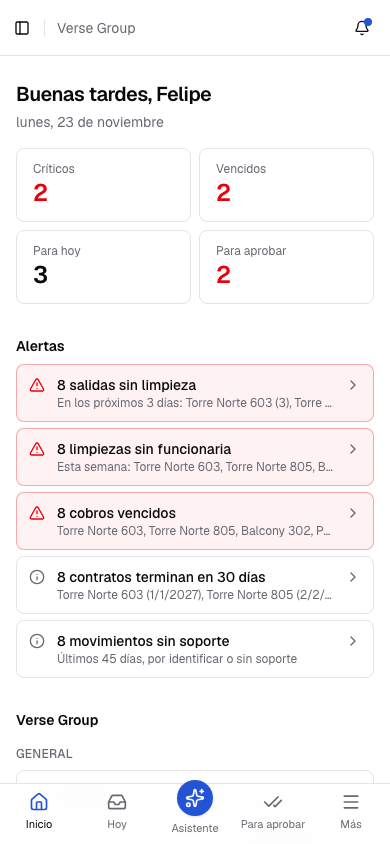 Verse Group
Buenas tardes, Felipe
lunes, 23 de noviembre
Críticos
2
Vencidos
2
Para hoy
3
Para aprobar
2
Alertas
8 salidas sin limpieza
En los próximos 3 días: Torre Norte 603 (3), Torre ...
8 limpiezas sin funcionaria
Esta semana: Torre Norte 603, Torre Norte 805, B...
8 cobros vencidos
Torre Norte 603, Torre Norte 805, Balcony 302, P...
8 contratos terminan en 30 días
Torre Norte 603 (1/1/2027), Torre Norte 805 (2/2/...
8 movimientos sin soporte
Últimos 45 días, por identificar o sin soporte
Verse Group
GENERAL
Inicio
Hoy
Asistente
Para aprobar
Más